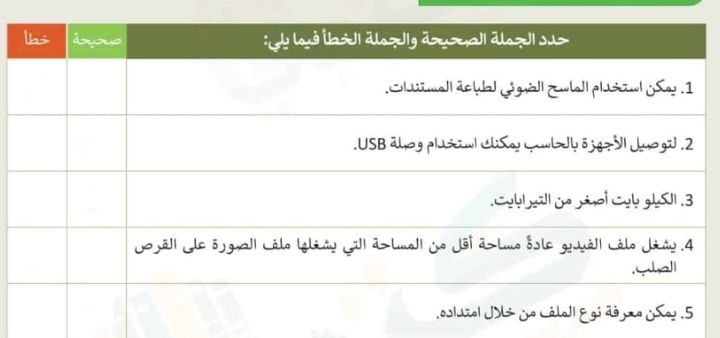 حدد الجملة الصحيحة والجملة الخطأ فيما يلي: صحيحة خطأ
1. يمكن استخدام الماسح الضوئي لطباعة المستندات.
2. لتوصيل الأجهزة بالحاسب يمكنك استخدام وصلة USB.
3. الكيلو بايت أصغر من التيرابايت.
4. يشغل ملف الفيديو عادةً مساحة أقل من المساحة التي يشغلها ملف الصورة على القرص
الصلب.
5. يمكن معرفة نوع الملف من خلال امتداده.